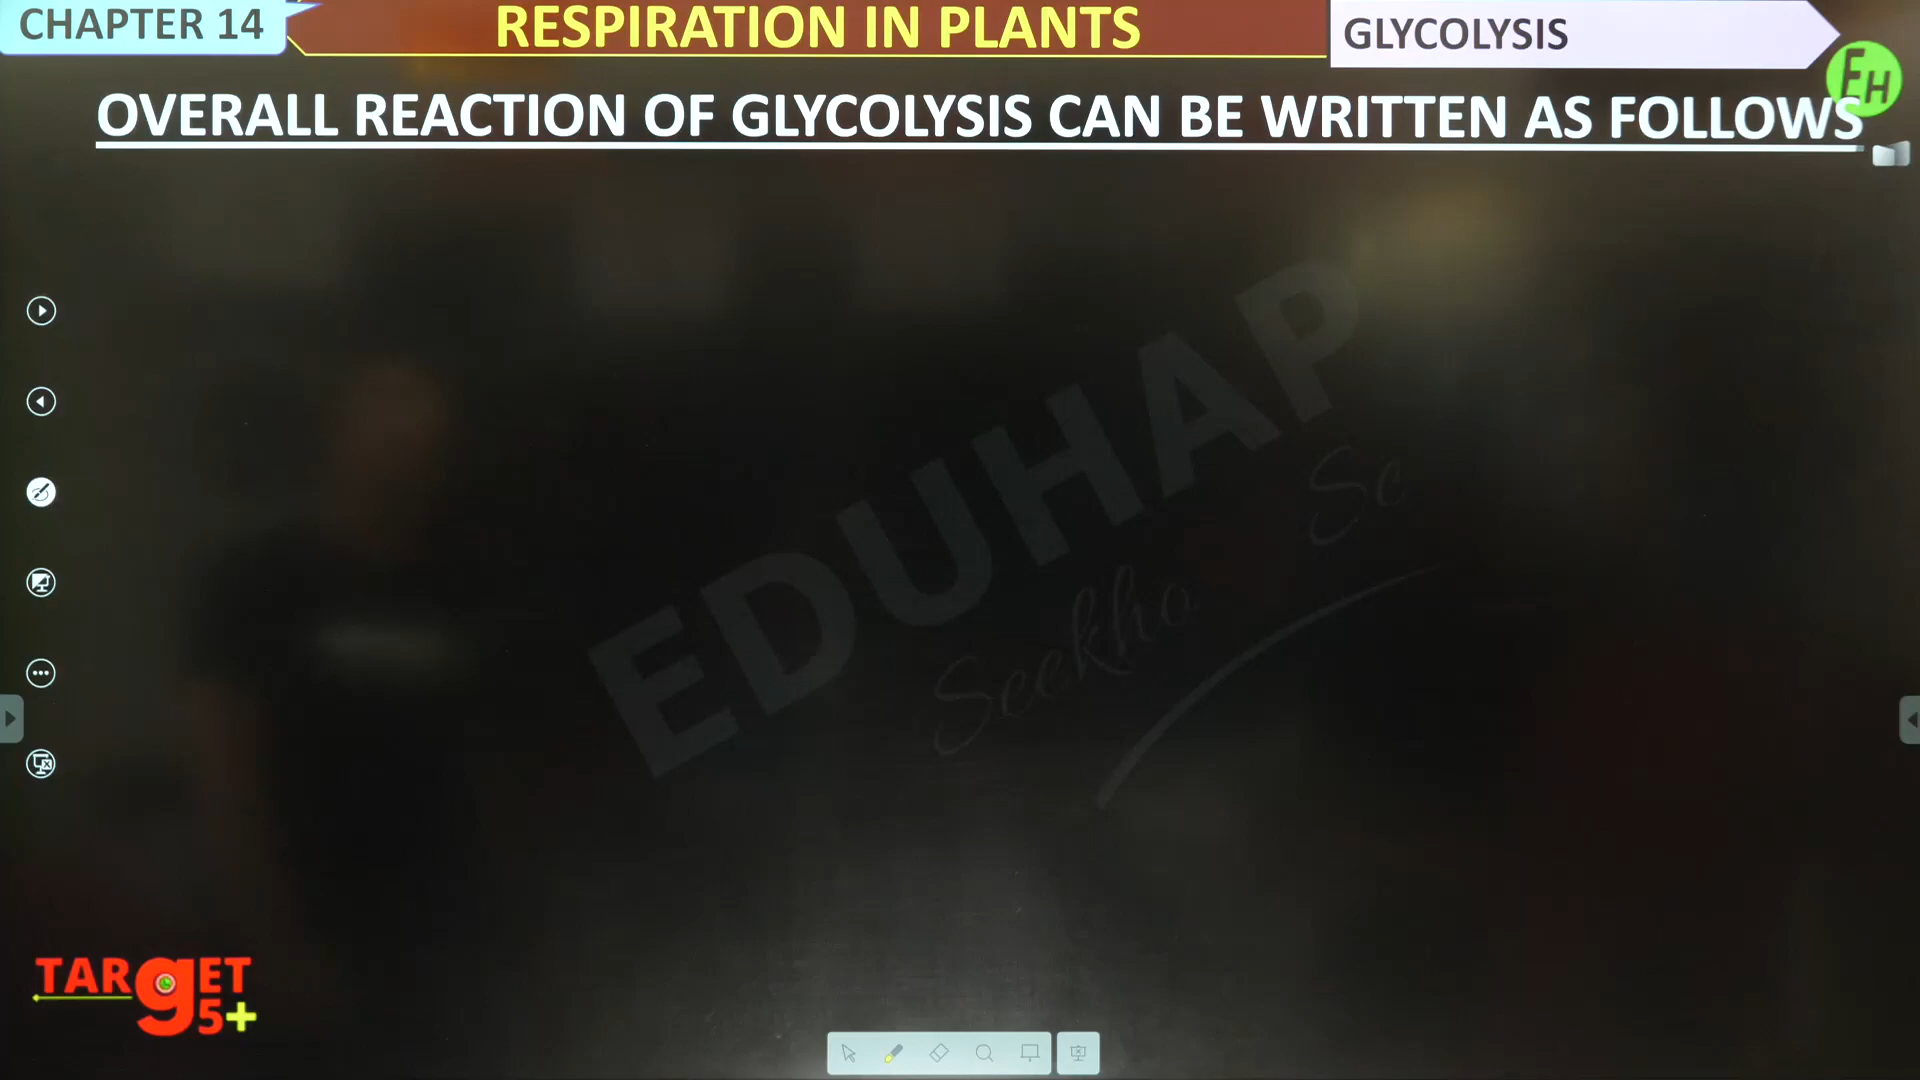 CHAPTER 14
RESPIRATION IN PLANTS
GLYCOLYSIS
EH
OVERALL REACTION OF GLYCOLYSIS CAN BE WRITTEN AS FOLLOWS
EDUHAP
Seekho Se
TARgET
95+